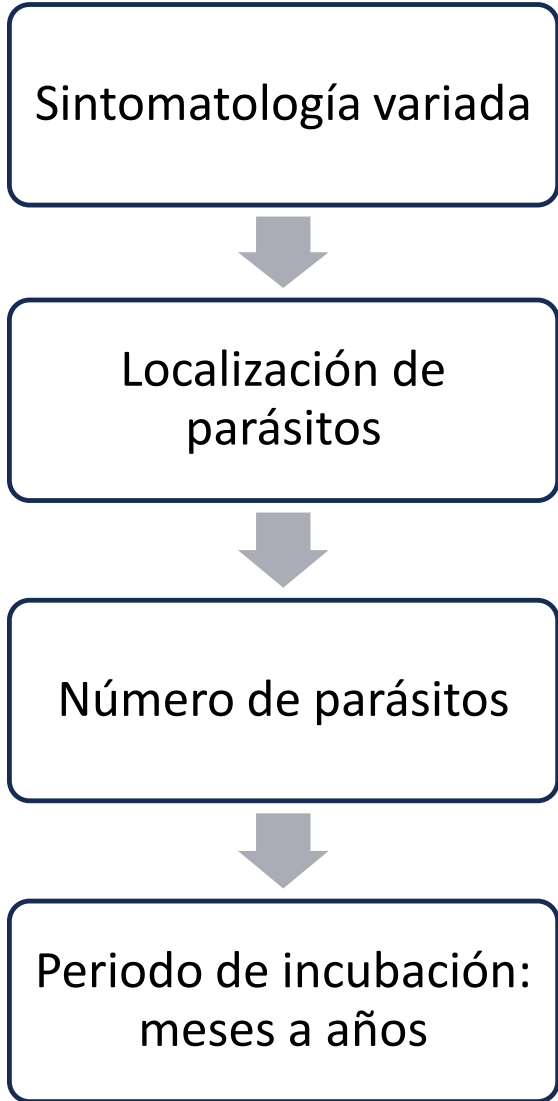 Sintomatología variada
Localización de
parásitos
Número de parásitos
Periodo de incubación:
meses a años